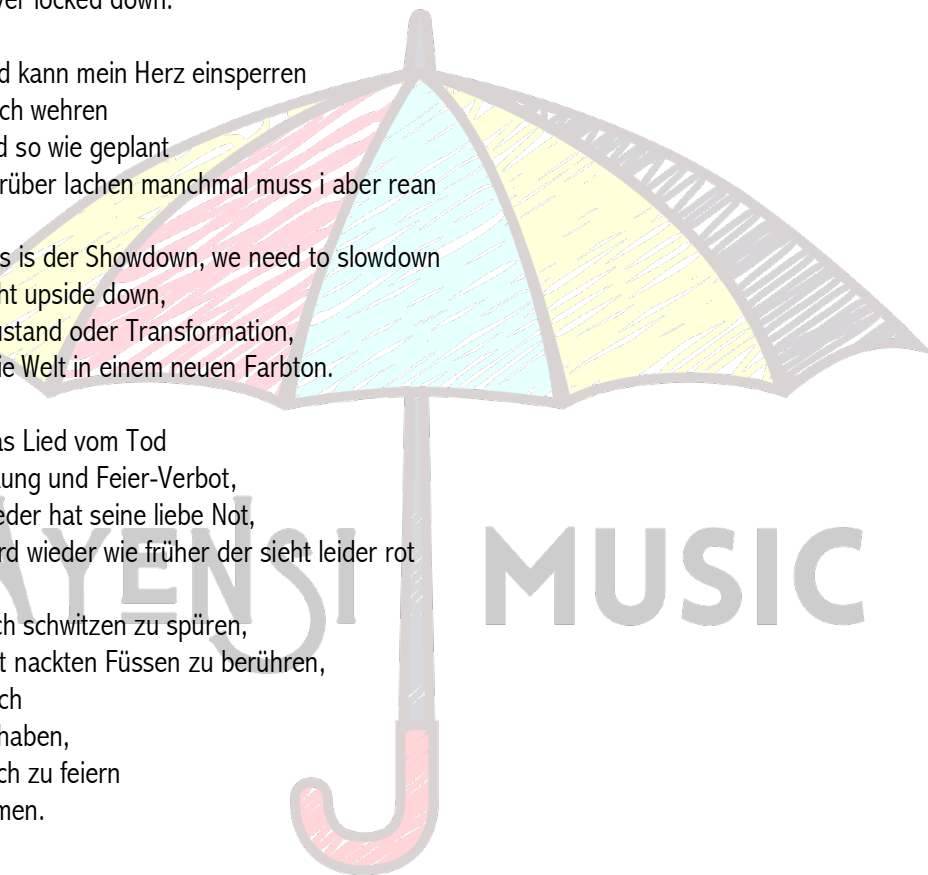 ver locked down.
d kann mein Herz einsperren
ch wehren
d so wie geplant
rüber lachen manchmal muss i aber rean
s is der Showdown, we need to slowdown
ht upside down,
ustand oder Transformation,
ie Welt in einem neuen Farbton.
as Lied vom Tod
ung und Feier-Verbot,
eder hat seine liebe Not,
rd wieder wie früher der sieht leider rot
AYENSI MUSIC
ch schwitzen zu spüren,
t nackten Füssen zu berühren,
ch
haben,
ch zu feiern
men.